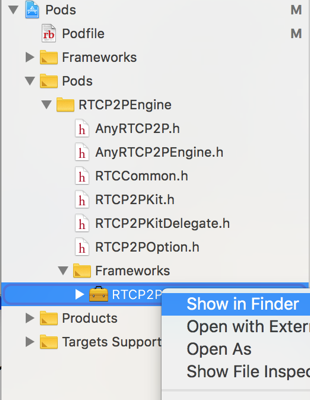 Pods M
rb Podfile M
Frameworks
Pods
RTCP2PEngine
h AnyRTCP2P.h
h AnyRTCP2PEngine.h
h RTCCommon.h
h RTCP2PKit.h
h RTCP2PKitDelegate.h
h RTCP2POption.h
Frameworks
RTCP2P
Show in Finder
Products
Open with Extern
Targets Support
Open As
Show File Inspec